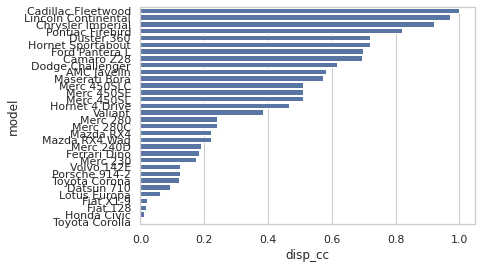 Cadillac Fleetwood
Lincoln Continental
Chrysler Imperial
Pontiac Firebird
Duster 360
Hornet Sportabout
Ford Pantera L
Camaro Z28
Dodge Challenger
AMC Javelin
Maserati Bora
Merc 450SLC
Merc 450SE
Merc 450SL
Hornet 4 Drive
Valiant
Merc 280
Merc 280C
Mazda RX4
Mazda RX4 Wag
Merc 240D
Ferrari Dino
Merc 230
Volvo 142E
Porsche 914-2
Toyota Corona
Datsun 710
Lotus Europa
Fiat X1-9
Fiat 128
Honda Civic
Toyota Corolla
model
0.0 0.2 0.4 0.6 0.8 1.0
disp_cc